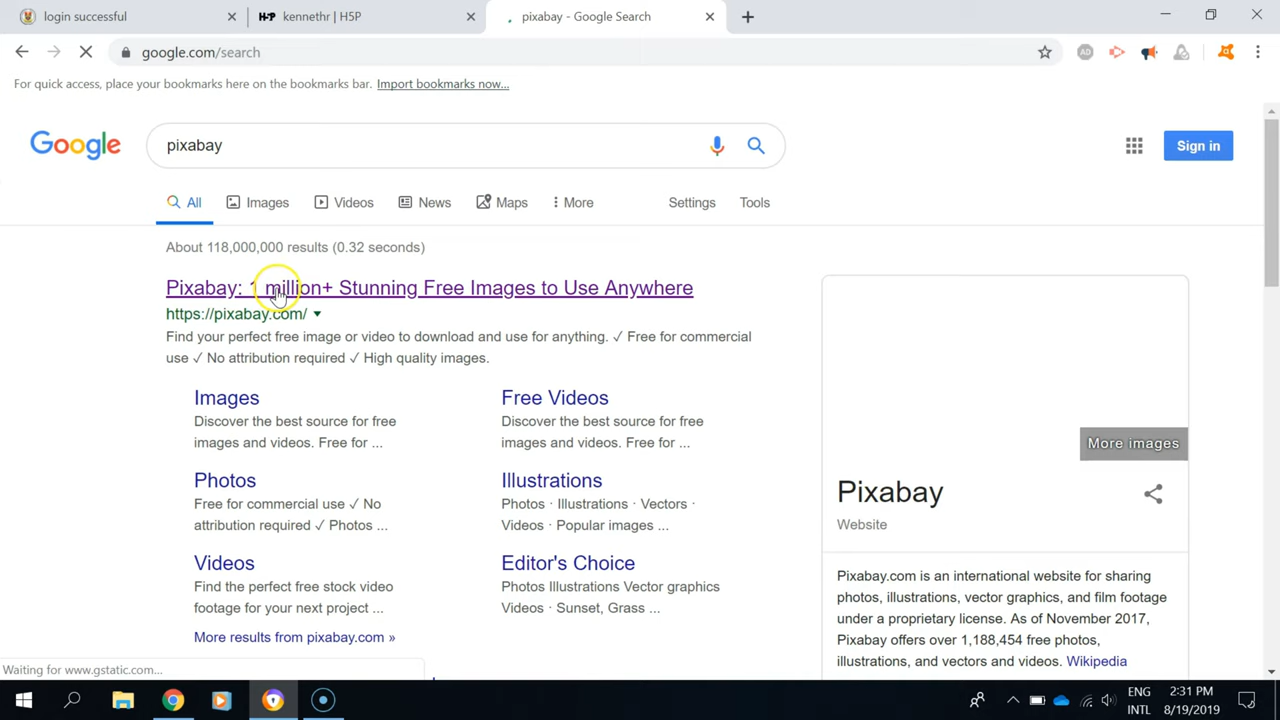 login successful
H5P kennethr | H5P
pixabay - Google Search
google.com/search
AD
For quick access, place your bookmarks here on the bookmarks bar. Import bookmarks now...
Google
pixabay
Sign in
All Images Videos News Maps More Settings Tools
About 118,000,000 results (0.32 seconds)
Pixabay: 1 million+ Stunning Free Images to Use Anywhere
https://pixabay.com/
Find your perfect free image or video to download and use for anything. ✓ Free for commercial
use ✓ No attribution required ✓ High quality images.
Images
Discover the best source for free
images and videos. Free for ...
Free Videos
Discover the best source for free
images and videos. Free for ...
Photos
Free for commercial use ✓ No
attribution required ✓ Photos ...
Illustrations
Photos · Illustrations · Vectors ·
Videos · Popular images ...
Videos
Find the perfect free stock video
footage for your next project ...
Editor's Choice
Photos Illustrations Vector graphics
Videos · Sunset, Grass ...
More results from pixabay.com »
More images
Pixabay
Website
Pixabay.com is an international website for sharing
photos, illustrations, vector graphics, and film footage
under a proprietary license. As of November 2017,
Pixabay offers over 1,188,454 free photos,
illustrations, and vectors and videos. Wikipedia
Waiting for www.gstatic.com...
ENG
INTL
2:31 PM
8/19/2019